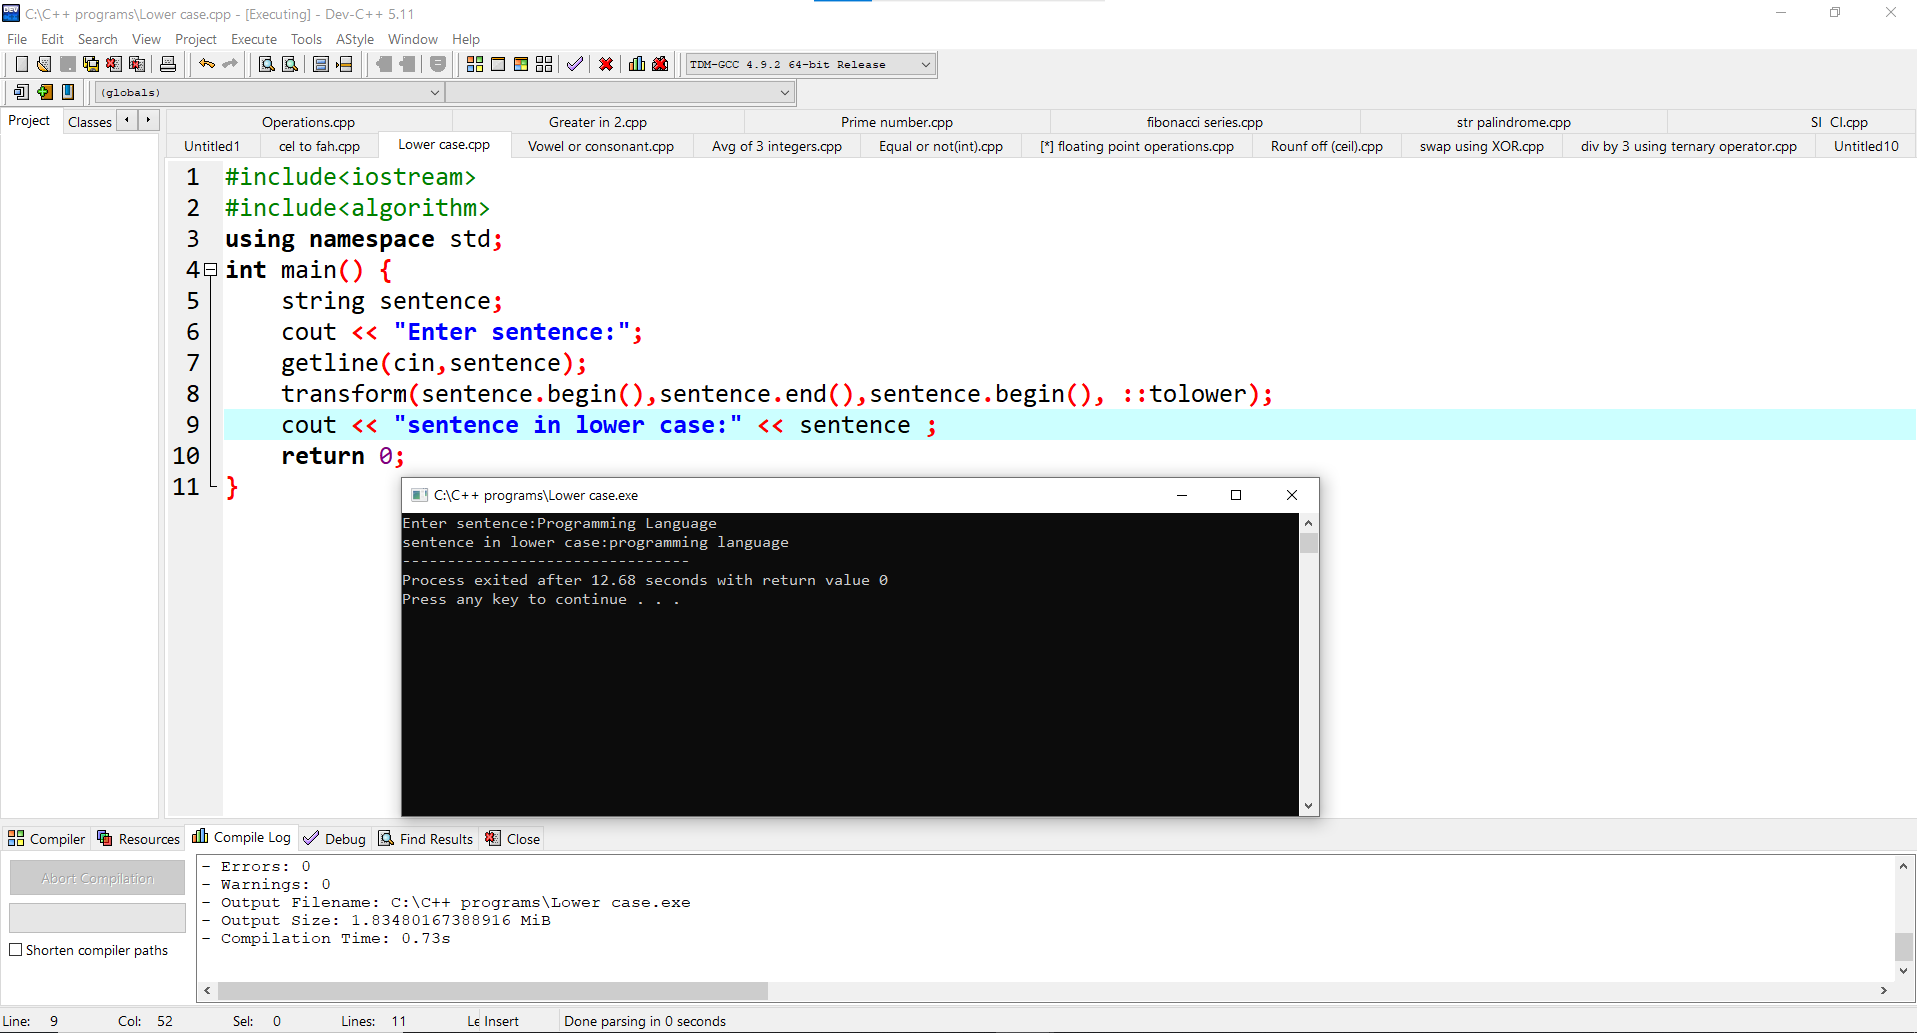 C:\C++ programs\Lower case.cpp - [Executing] - Dev-C++ 5.11
File Edit Search View Project Execute Tools AStyle Window Help
TDM-GCC 4.9.2 64-bit Release
(globals)
Project Classes
Operations.cpp Greater in 2.cpp Prime number.cpp fibonacci series.cpp str palindrome.cpp SI CI.cpp
Untitled1 cel to fah.cpp Lower case.cpp Vowel or consonant.cpp Avg of 3 integers.cpp Equal or not(int).cpp [*] floating point operations.cpp Rounf off (ceil).cpp swap using XOR.cpp div by 3 using ternary operator.cpp Untitled10
1 #include<iostream>
2 #include<algorithm>
3 using namespace std;
4 int main() {
5 string sentence;
6 cout << "Enter sentence:";
7 getline(cin,sentence);
8 transform(sentence.begin(),sentence.end(),sentence.begin(), ::tolower);
9 cout << "sentence in lower case:" << sentence ;
10 return 0;
11 }
C:\C++ programs\Lower case.exe
Enter sentence:Programming Language
sentence in lower case:programming language
--------------------------------
Process exited after 12.68 seconds with return value 0
Press any key to continue . . .
Compiler Resources Compile Log Debug Find Results Close
Abort Compilation
Shorten compiler paths
- Errors: 0
- Warnings: 0
- Output Filename: C:\C++ programs\Lower case.exe
- Output Size: 1.83480167388916 MiB
- Compilation Time: 0.73s
Line: 9 Col: 52 Sel: 0 Lines: 11 Le Insert Done parsing in 0 seconds